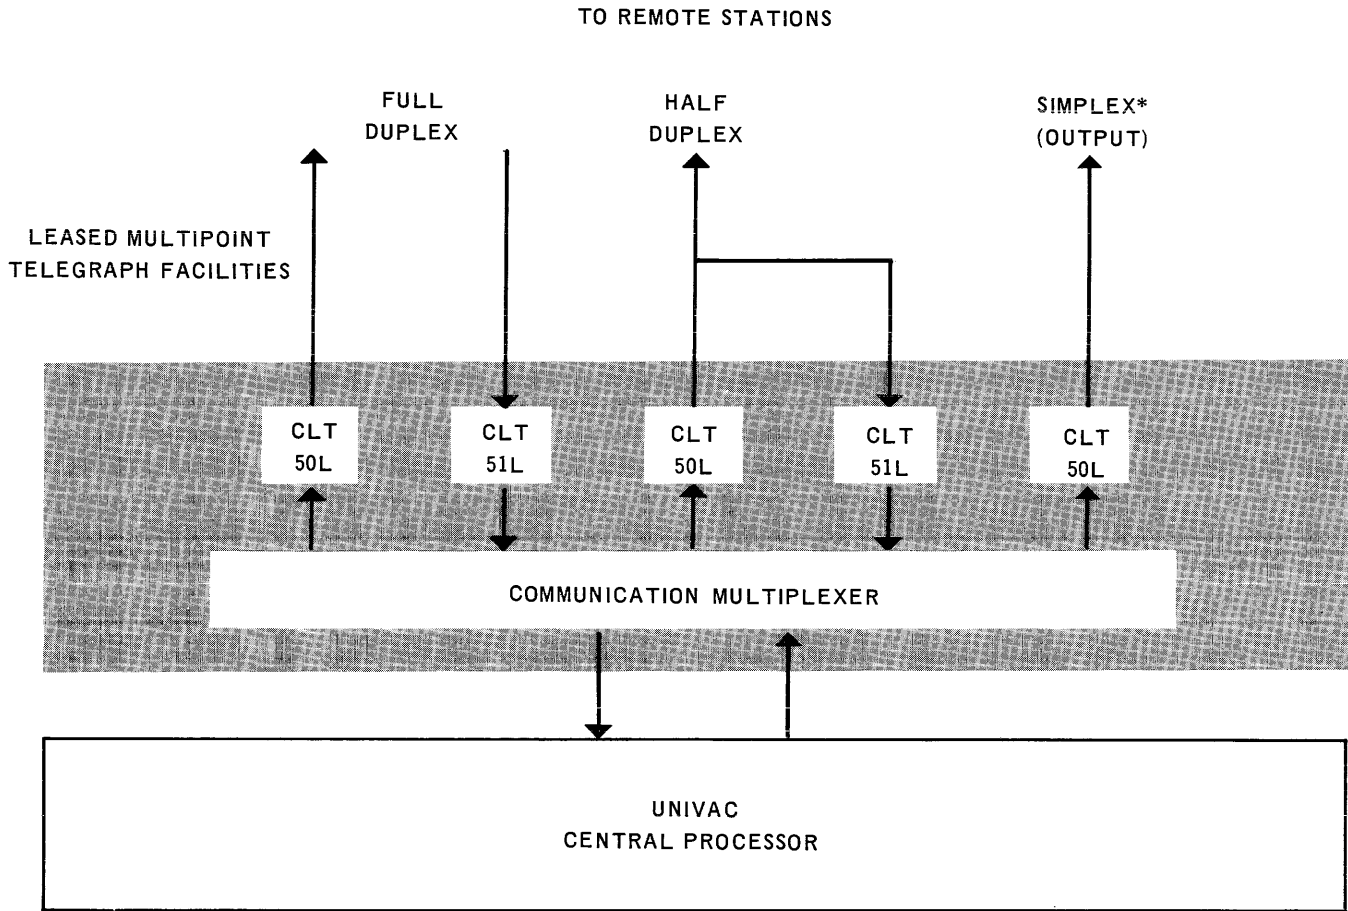 TO REMOTE STATIONS
FULL
DUPLEX
HALF
DUPLEX
SIMPLEX*
(OUTPUT)
LEASED MULTIPOINT
TELEGRAPH FACILITIES
CLT
50L
CLT
51L
CLT
50L
CLT
51L
CLT
50L
COMMUNICATION MULTIPLEXER
UNIVAC
CENTRAL PROCESSOR